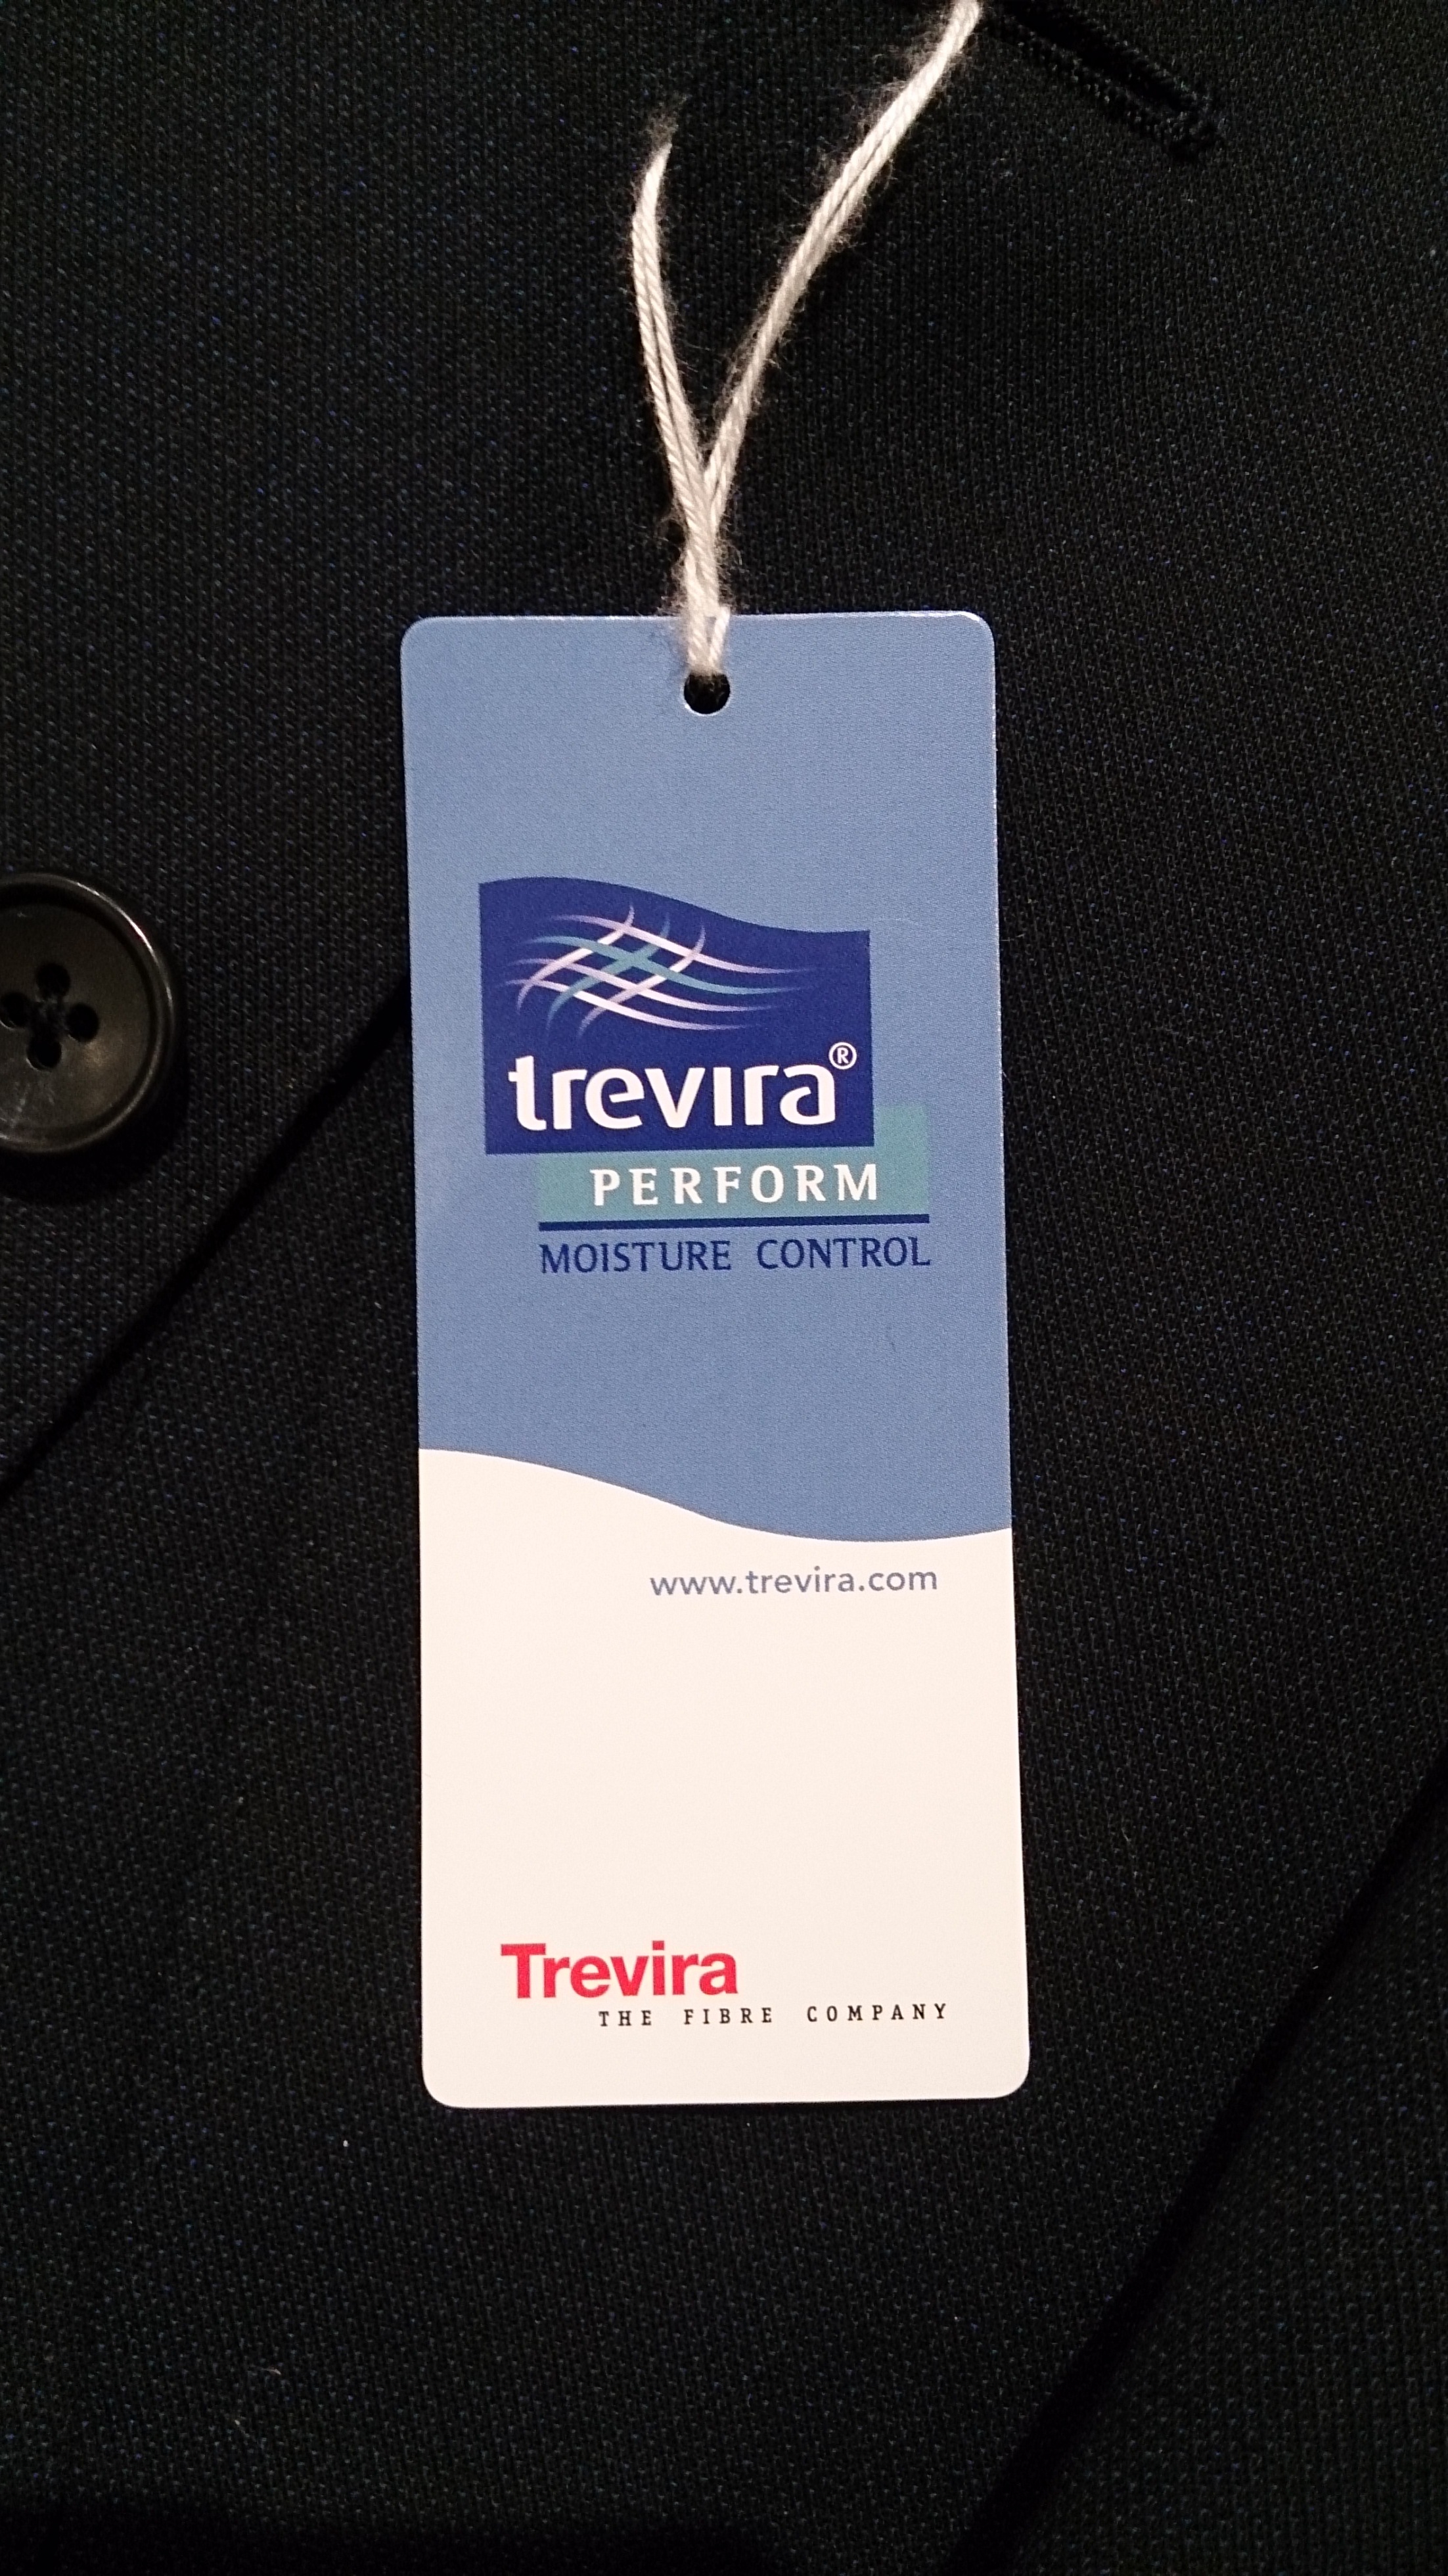 trevira®
PERFORM
MOISTURE CONTROL
www.trevira.com
Trevira
THE FIBRE COMPANY